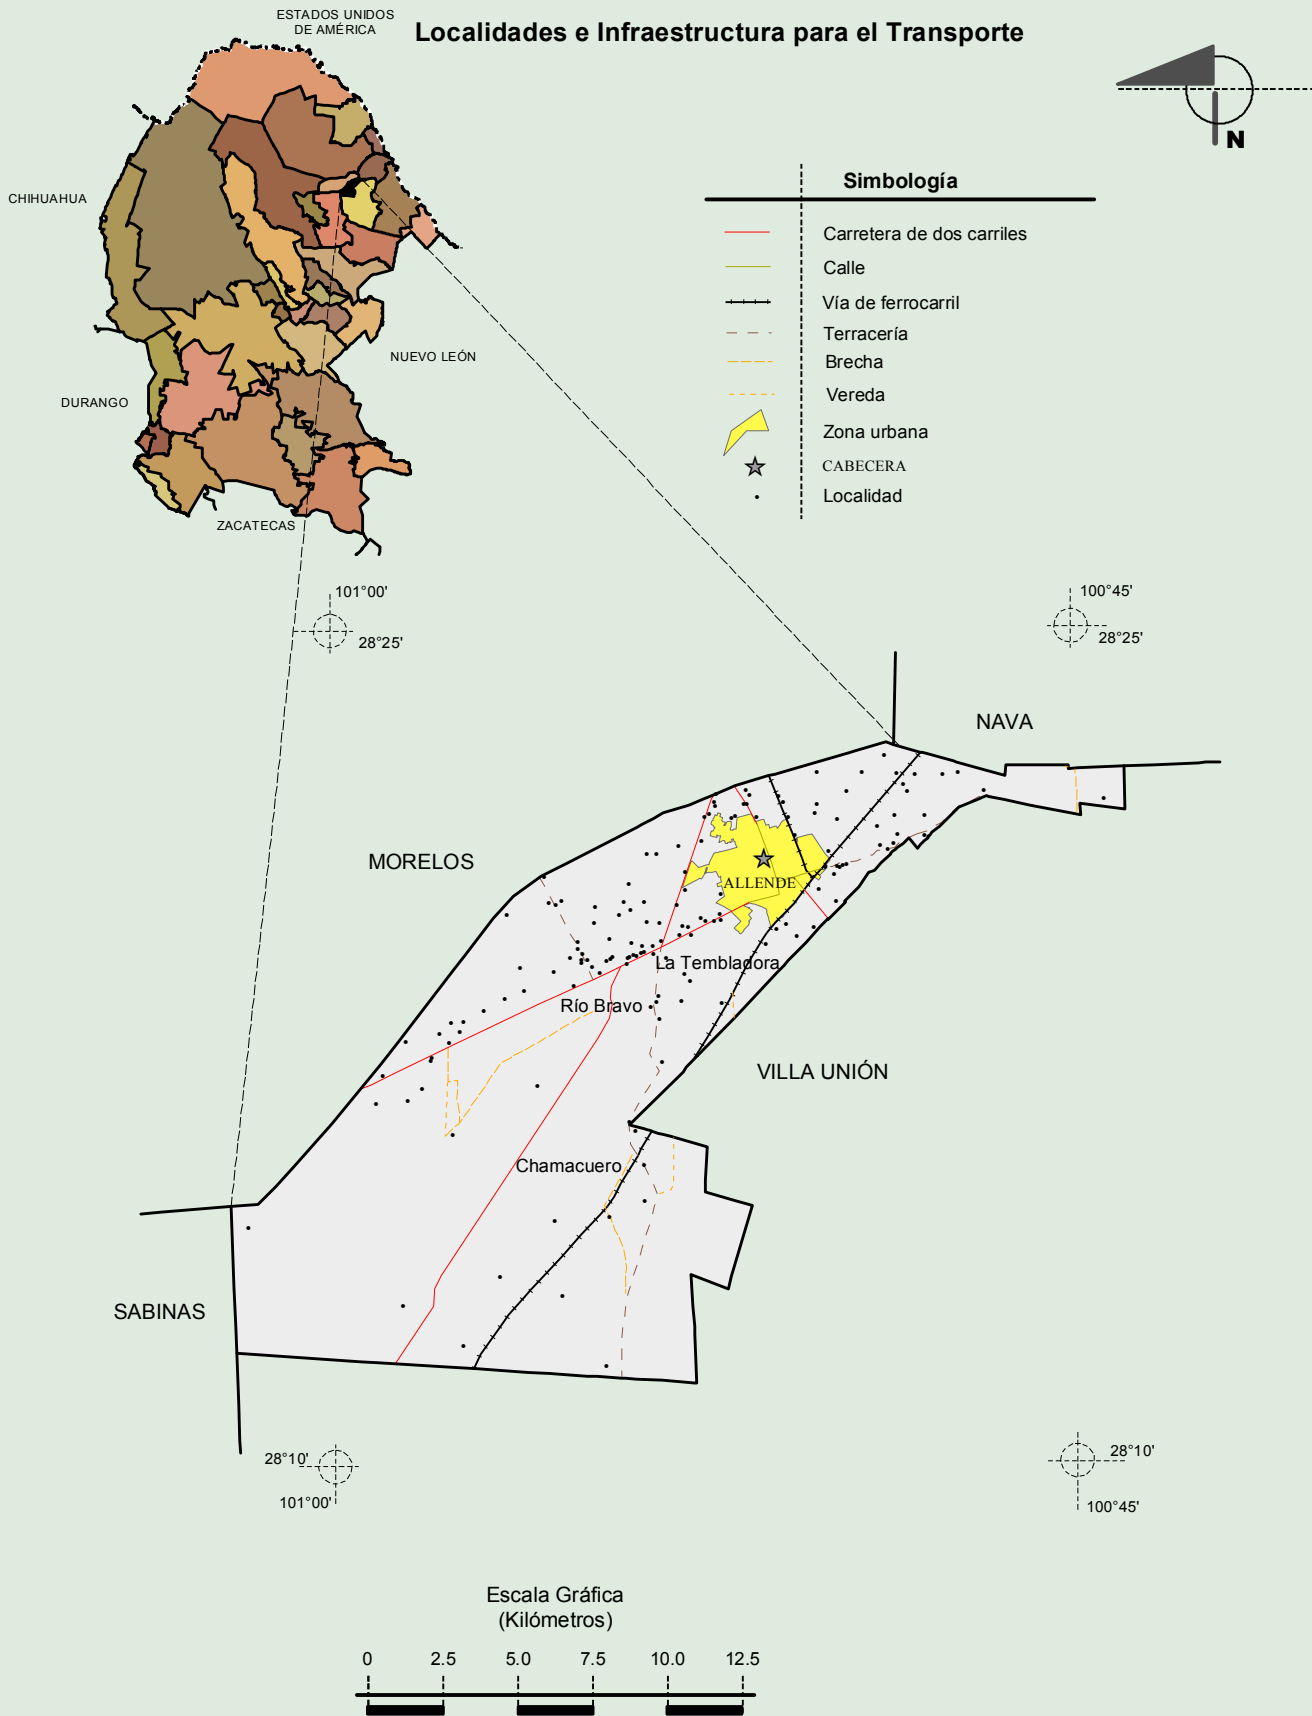 ESTADOS UNIDOS
DE AMÉRICA
Localidades e Infraestructura para el Transporte
N
CHIHUAHUA
NUEVO LEÓN
DURANGO
ZACATECAS
Simbología
Carretera de dos carriles
Calle
Vía de ferrocarril
Terracería
Brecha
Vereda
Zona urbana
CABECERA
Localidad
101°00'
28°25'
100°45'
28°25'
NAVA
MORELOS
ALLENDE
La Tembladora
Río Bravo
VILLA UNIÓN
Chamacuero
SABINAS
28°10'
101°00'
28°10'
100°45'
Escala Gráfica
(Kilómetros)
0 2.5 5.0 7.5 10.0 12.5